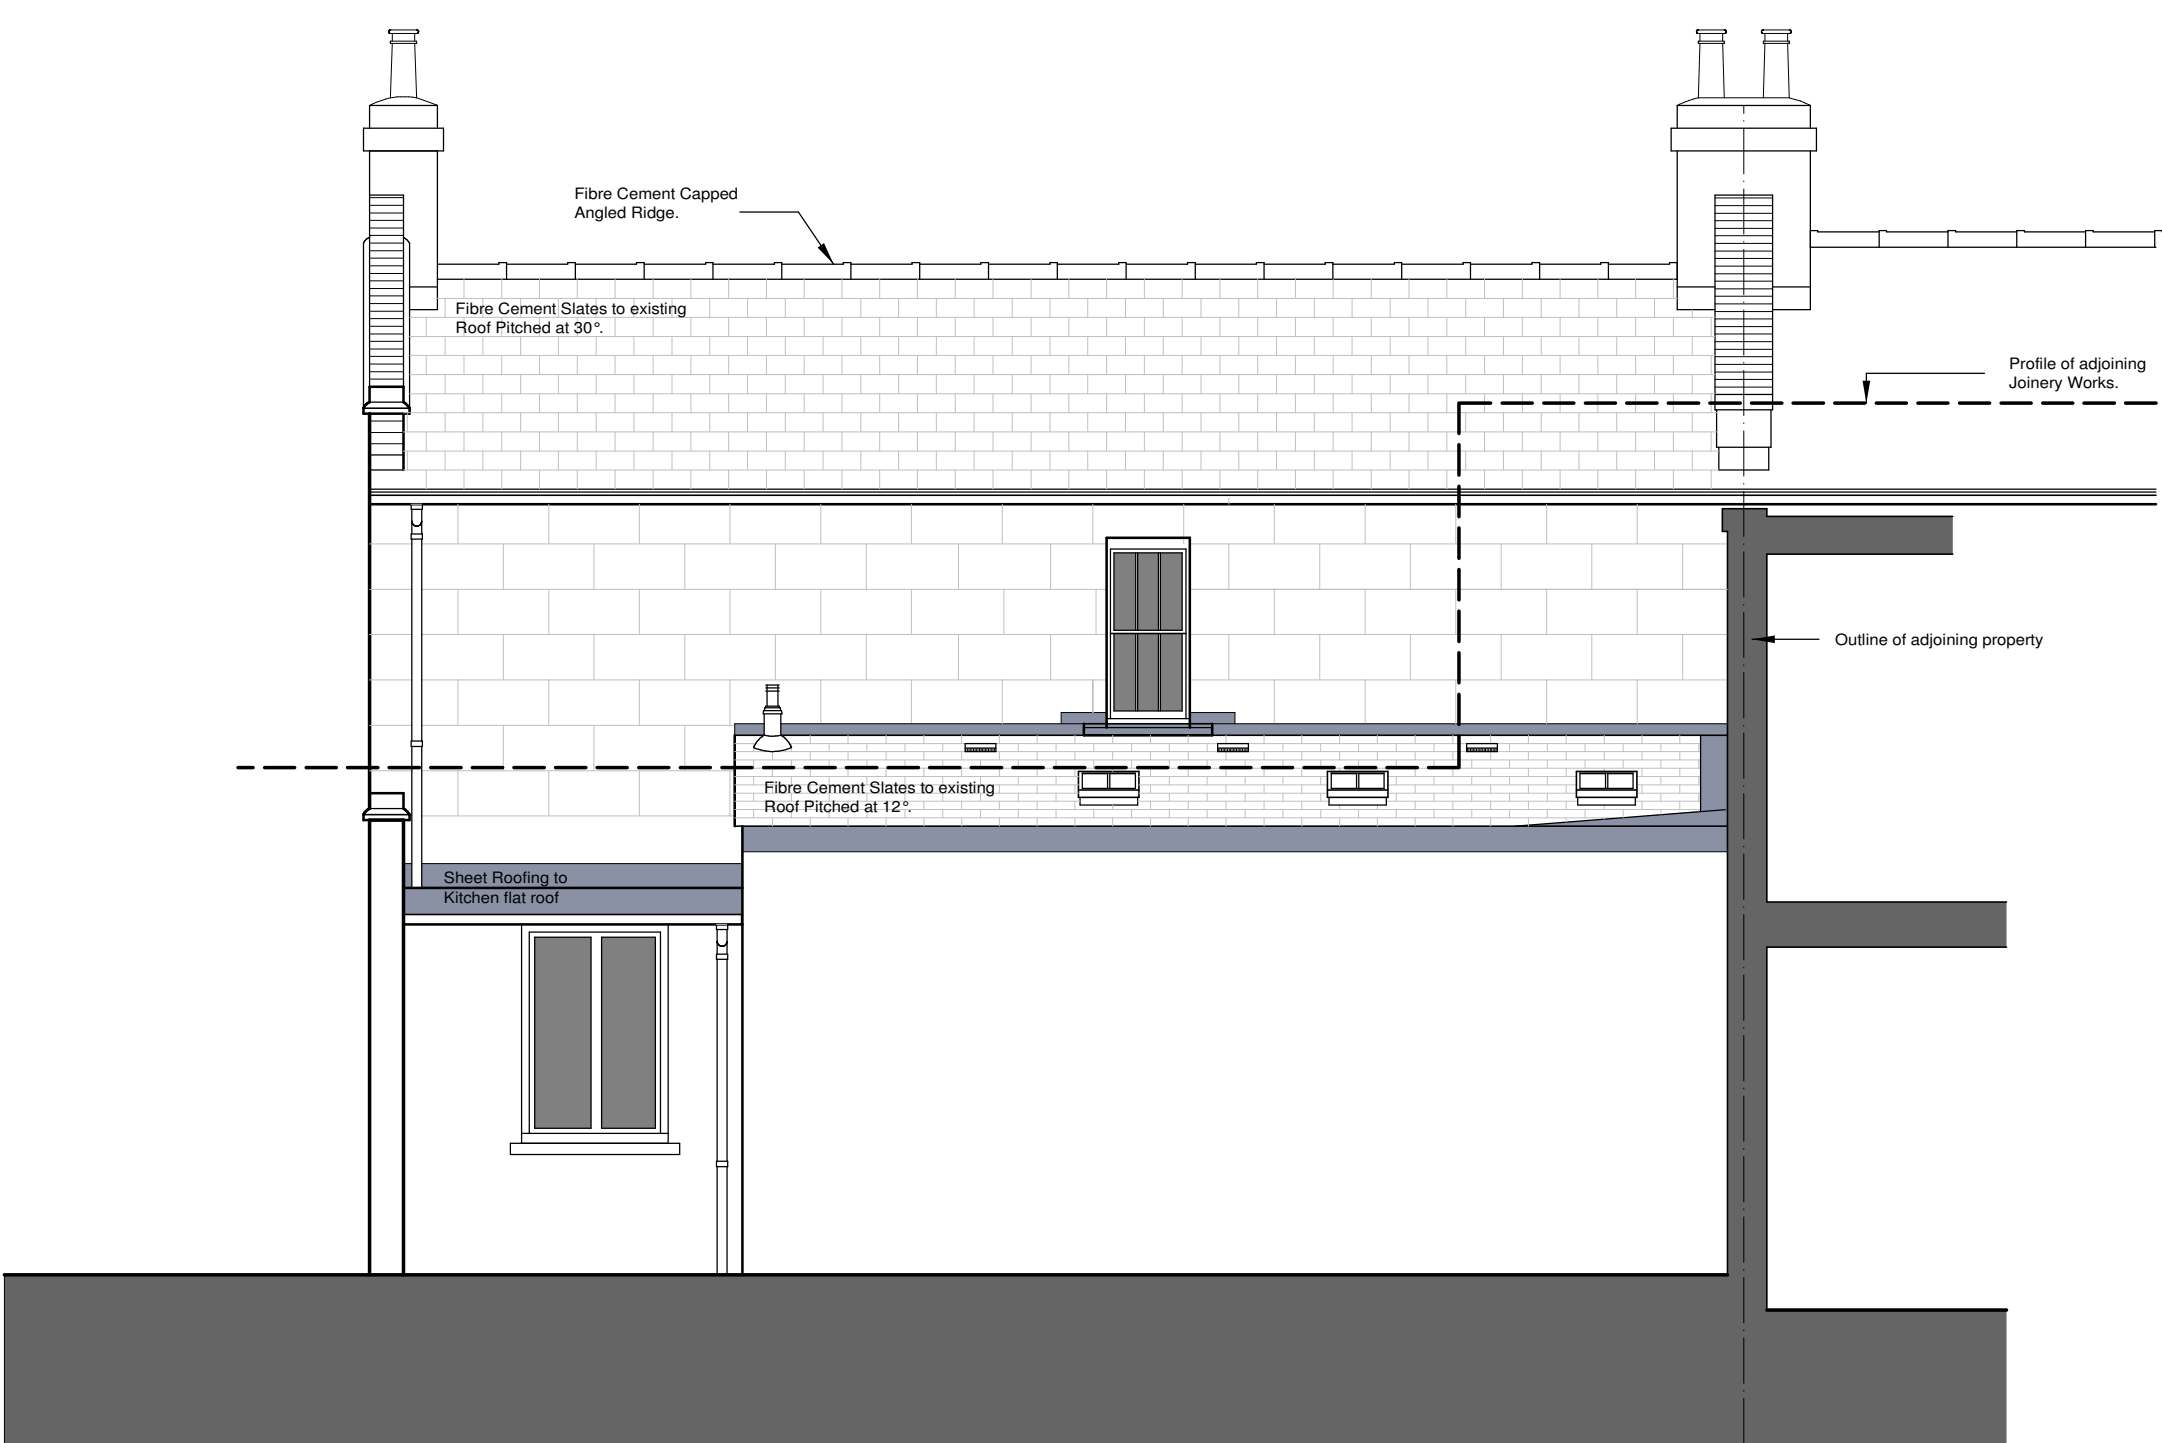 Fibre Cement Capped
Angled Ridge.
Fibre Cement Slates to existing
Roof Pitched at 30°.
Profile of adjoining
Joinery Works.
Outline of adjoining property
Fibre Cement Slates to existing
Roof Pitched at 12°.
Sheet Roofing to
Kitchen flat roof